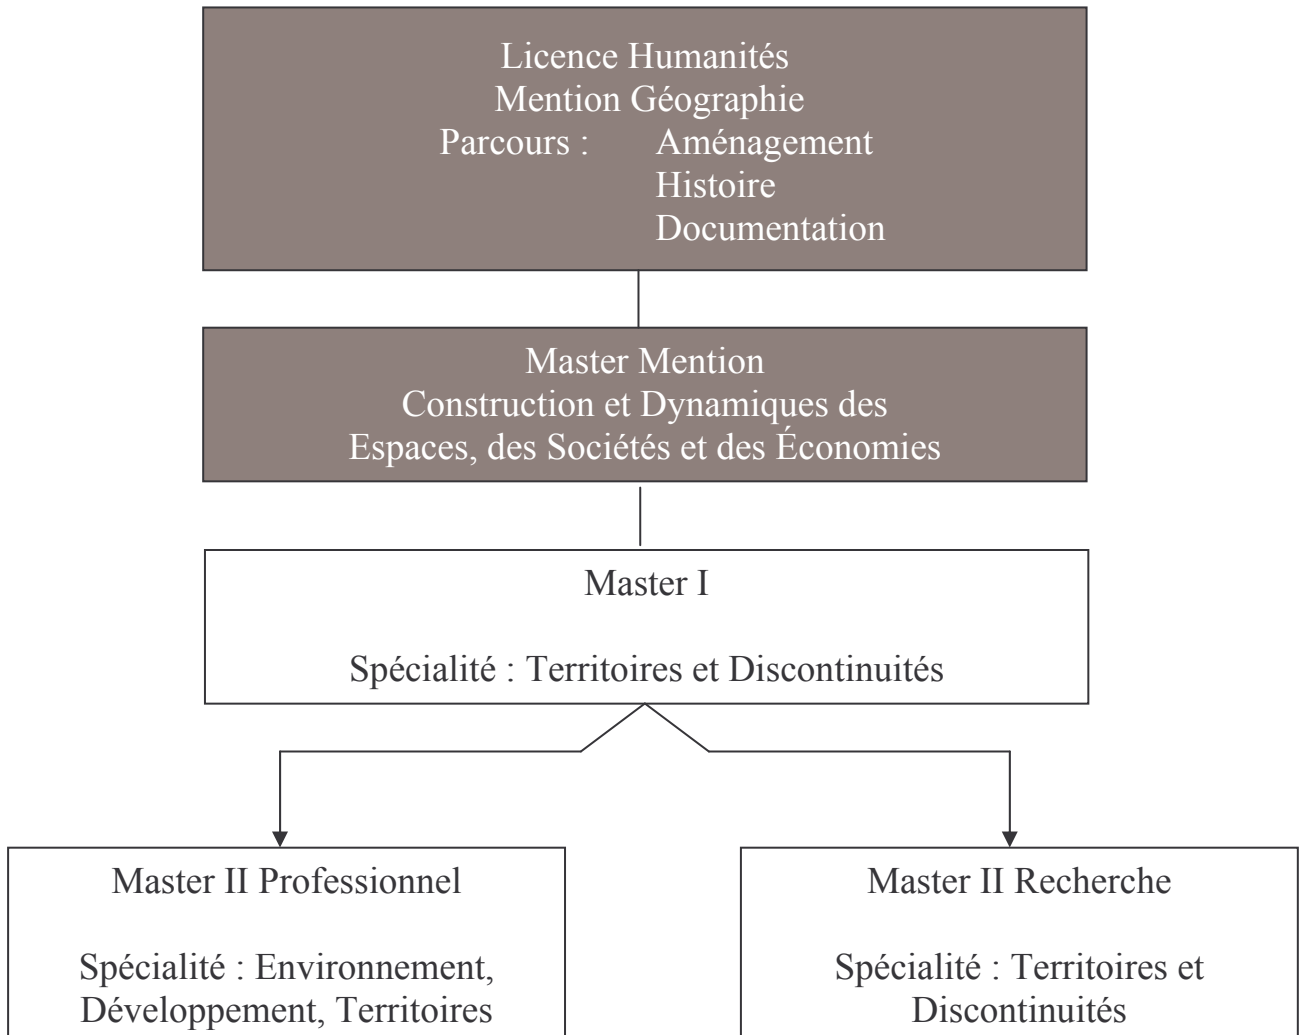 Licence Humanités
Mention Géographie
Parcours : Aménagement
Histoire
Documentation
Master Mention
Construction et Dynamiques des
Espaces, des Sociétés et des Économies
Master I
Spécialité : Territoires et Discontinuités
Master II Professionnel
Spécialité : Environnement,
Développement, Territoires
Master II Recherche
Spécialité : Territoires et
Discontinuités